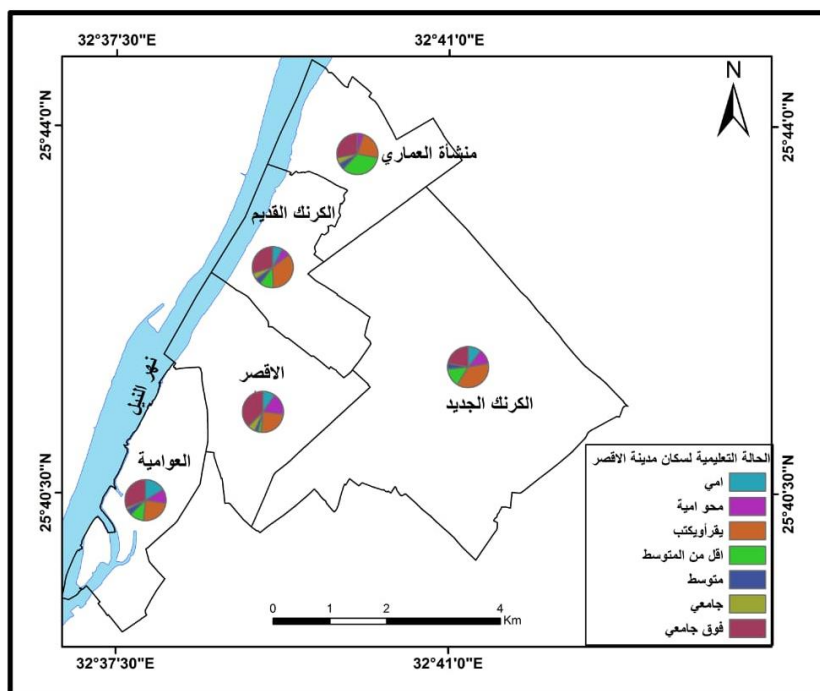 32°37'30"E
32°41'0"E
N
25°44'0"N
25°44'0"N
منشأة العماري
الكرنك القديم
نهر النيل
الاقصر
الكرنك الجديد
العوامية
الحالة التعليمية لسكان مدينة الاقصر
امي
محو امية
يقرأويكتب
اقل من المتوسط
متوسط
جامعي
فوق جامعي
25°40'30"N
25°40'30"N
0 1 2 4
Km
32°37'30"E
32°41'0"E